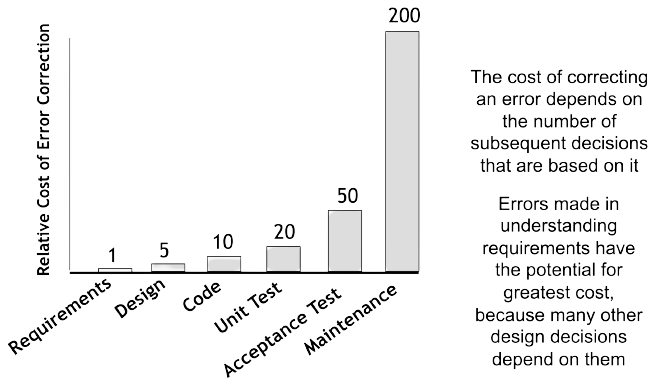 Relative Cost of Error Correction
1
5
10
20
50
200
Requirements
Design
Code
Unit Test
Acceptance Test
Maintenance
The cost of correcting
an error depends on
the number of
subsequent decisions
that are based on it
Errors made in
understanding
requirements have
the potential for
greatest cost,
because many other
design decisions
depend on them